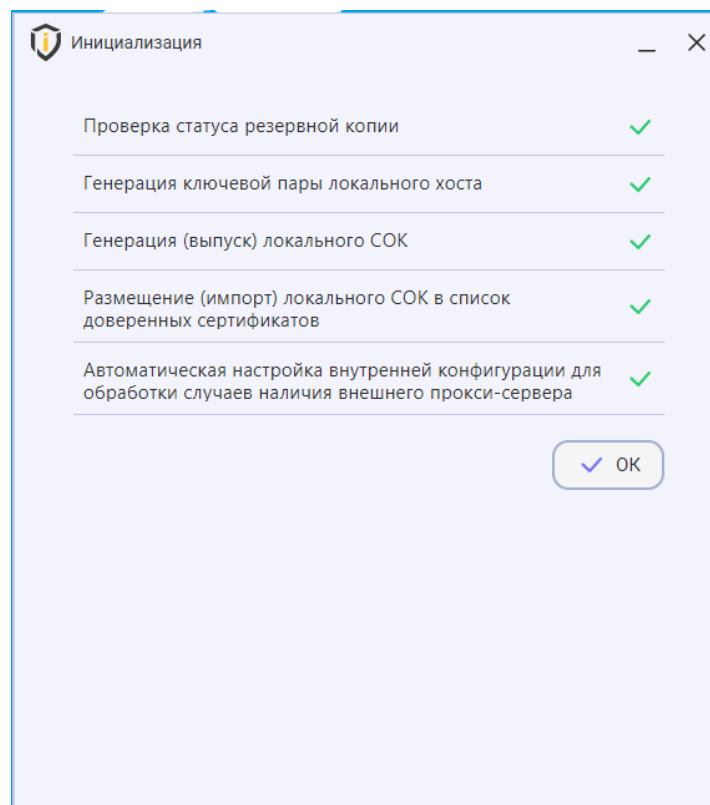 Инициализация
Проверка статуса резервной копии
Генерация ключевой пары локального хоста
Генерация (выпуск) локального СОК
Размещение (импорт) локального СОК в список
доверенных сертификатов
Автоматическая настройка внутренней конфигурации для
обработки случаев наличия внешнего прокси-сервера
ОК